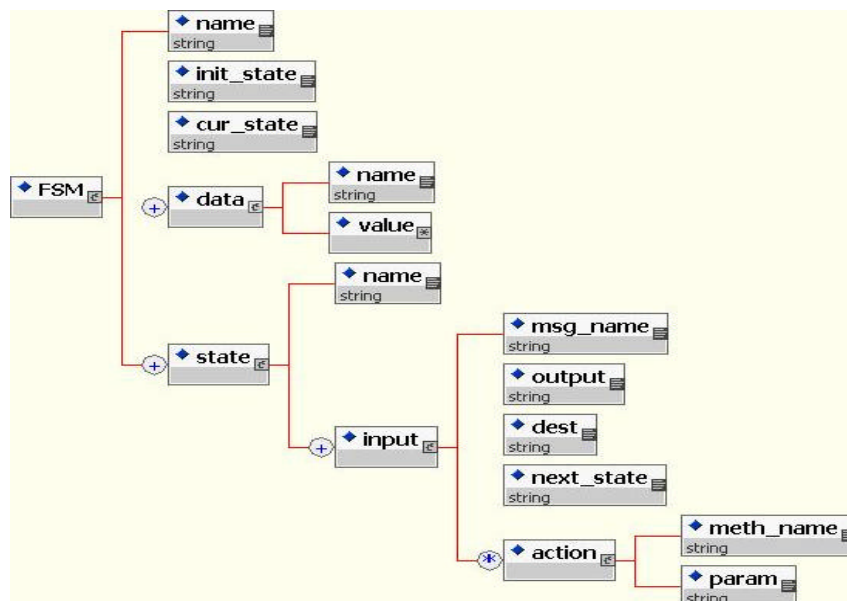 name
string
init_state
string
cur_state
string
FSM
+
data
name
string
value
*
+
state
name
string
+
input
msg_name
string
output
string
dest
string
next_state
string
*
action
meth_name
string
param
string